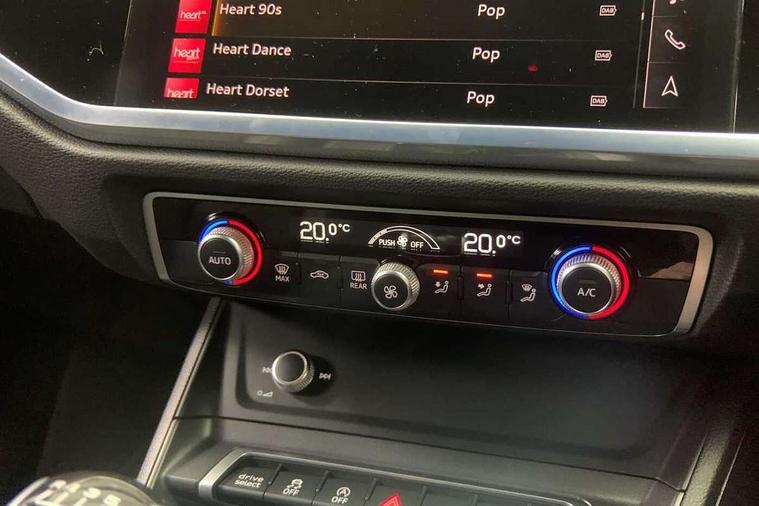 heart Heart 90s Pop DAB
heart Heart Dance Pop DAB
heart Heart Dorset Pop DAB
20.0°C PUSH OFF 20.0°C
AUTO MAX REAR A/C
drive select OFF OFF